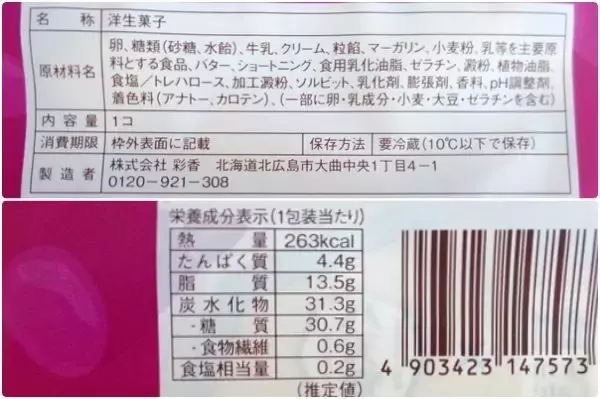 名 称 洋生菓子
原材料名
卵、糖類(砂糖、水飴)、牛乳、クリーム、粒餡、マーガリン、小麦粉、乳等を主要原
料とする食品、バター、ショートニング、食用乳化油脂、ゼラチン、澱粉、植物油脂、
食塩／トレハロース、加工澱粉、ソルビット、乳化剤、膨張剤、香料、pH調整剤、
着色料(アナトー、カロテン)、(一部に卵・乳成分・小麦・大豆・ゼラチンを含む)
内容量 1コ
消費期限 枠外表面に記載 保存方法 要冷蔵(10℃以下で保存)
製造者
株式会社 彩香 北海道北広島市大曲中央1丁目4-1
0120-921-308
栄養成分表示(1包装当たり)
熱量 263kcal
たんぱく質 4.4g
脂質 13.5g
炭水化物 31.3g
-糖質 30.7g
-食物繊維 0.6g
食塩相当量 0.2g
(推定値)
4 903423 147573